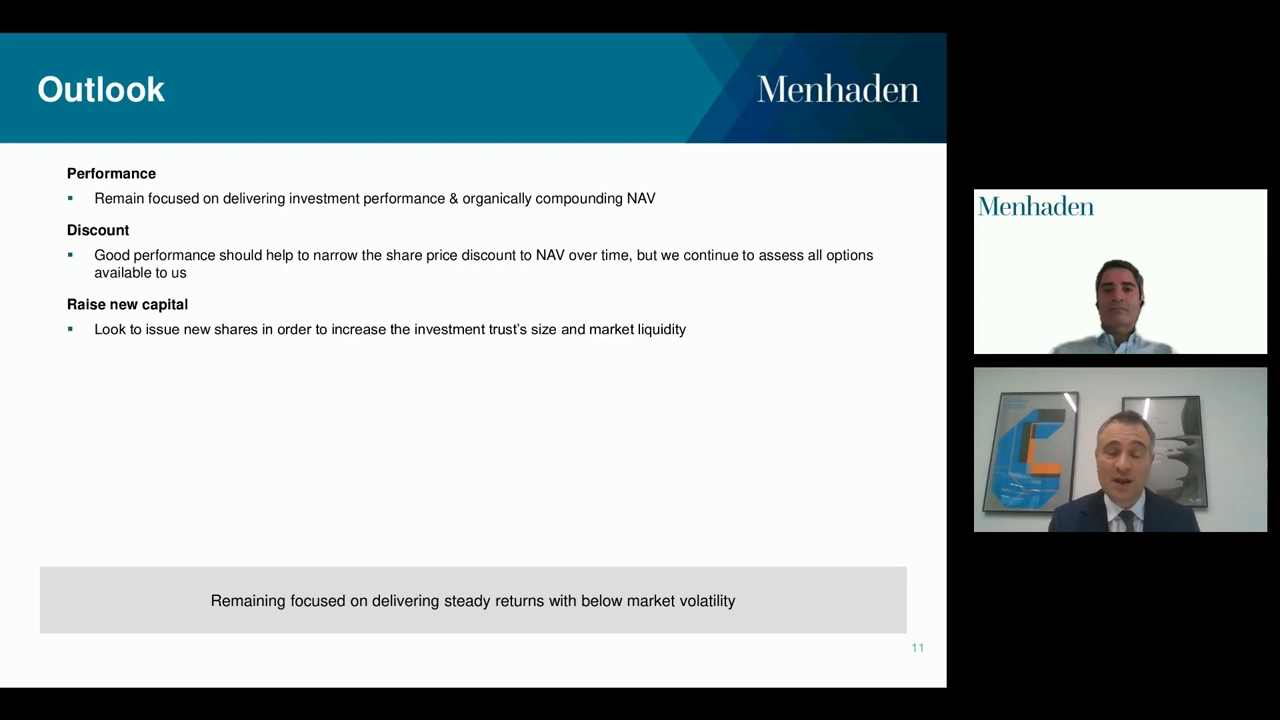 Outlook
Menhaden
Performance
▪ Remain focused on delivering investment performance & organically compounding NAV
Discount
▪ Good performance should help to narrow the share price discount to NAV over time, but we continue to assess all options
available to us
Raise new capital
▪ Look to issue new shares in order to increase the investment trust's size and market liquidity
Remaining focused on delivering steady returns with below market volatility
11
Menhaden